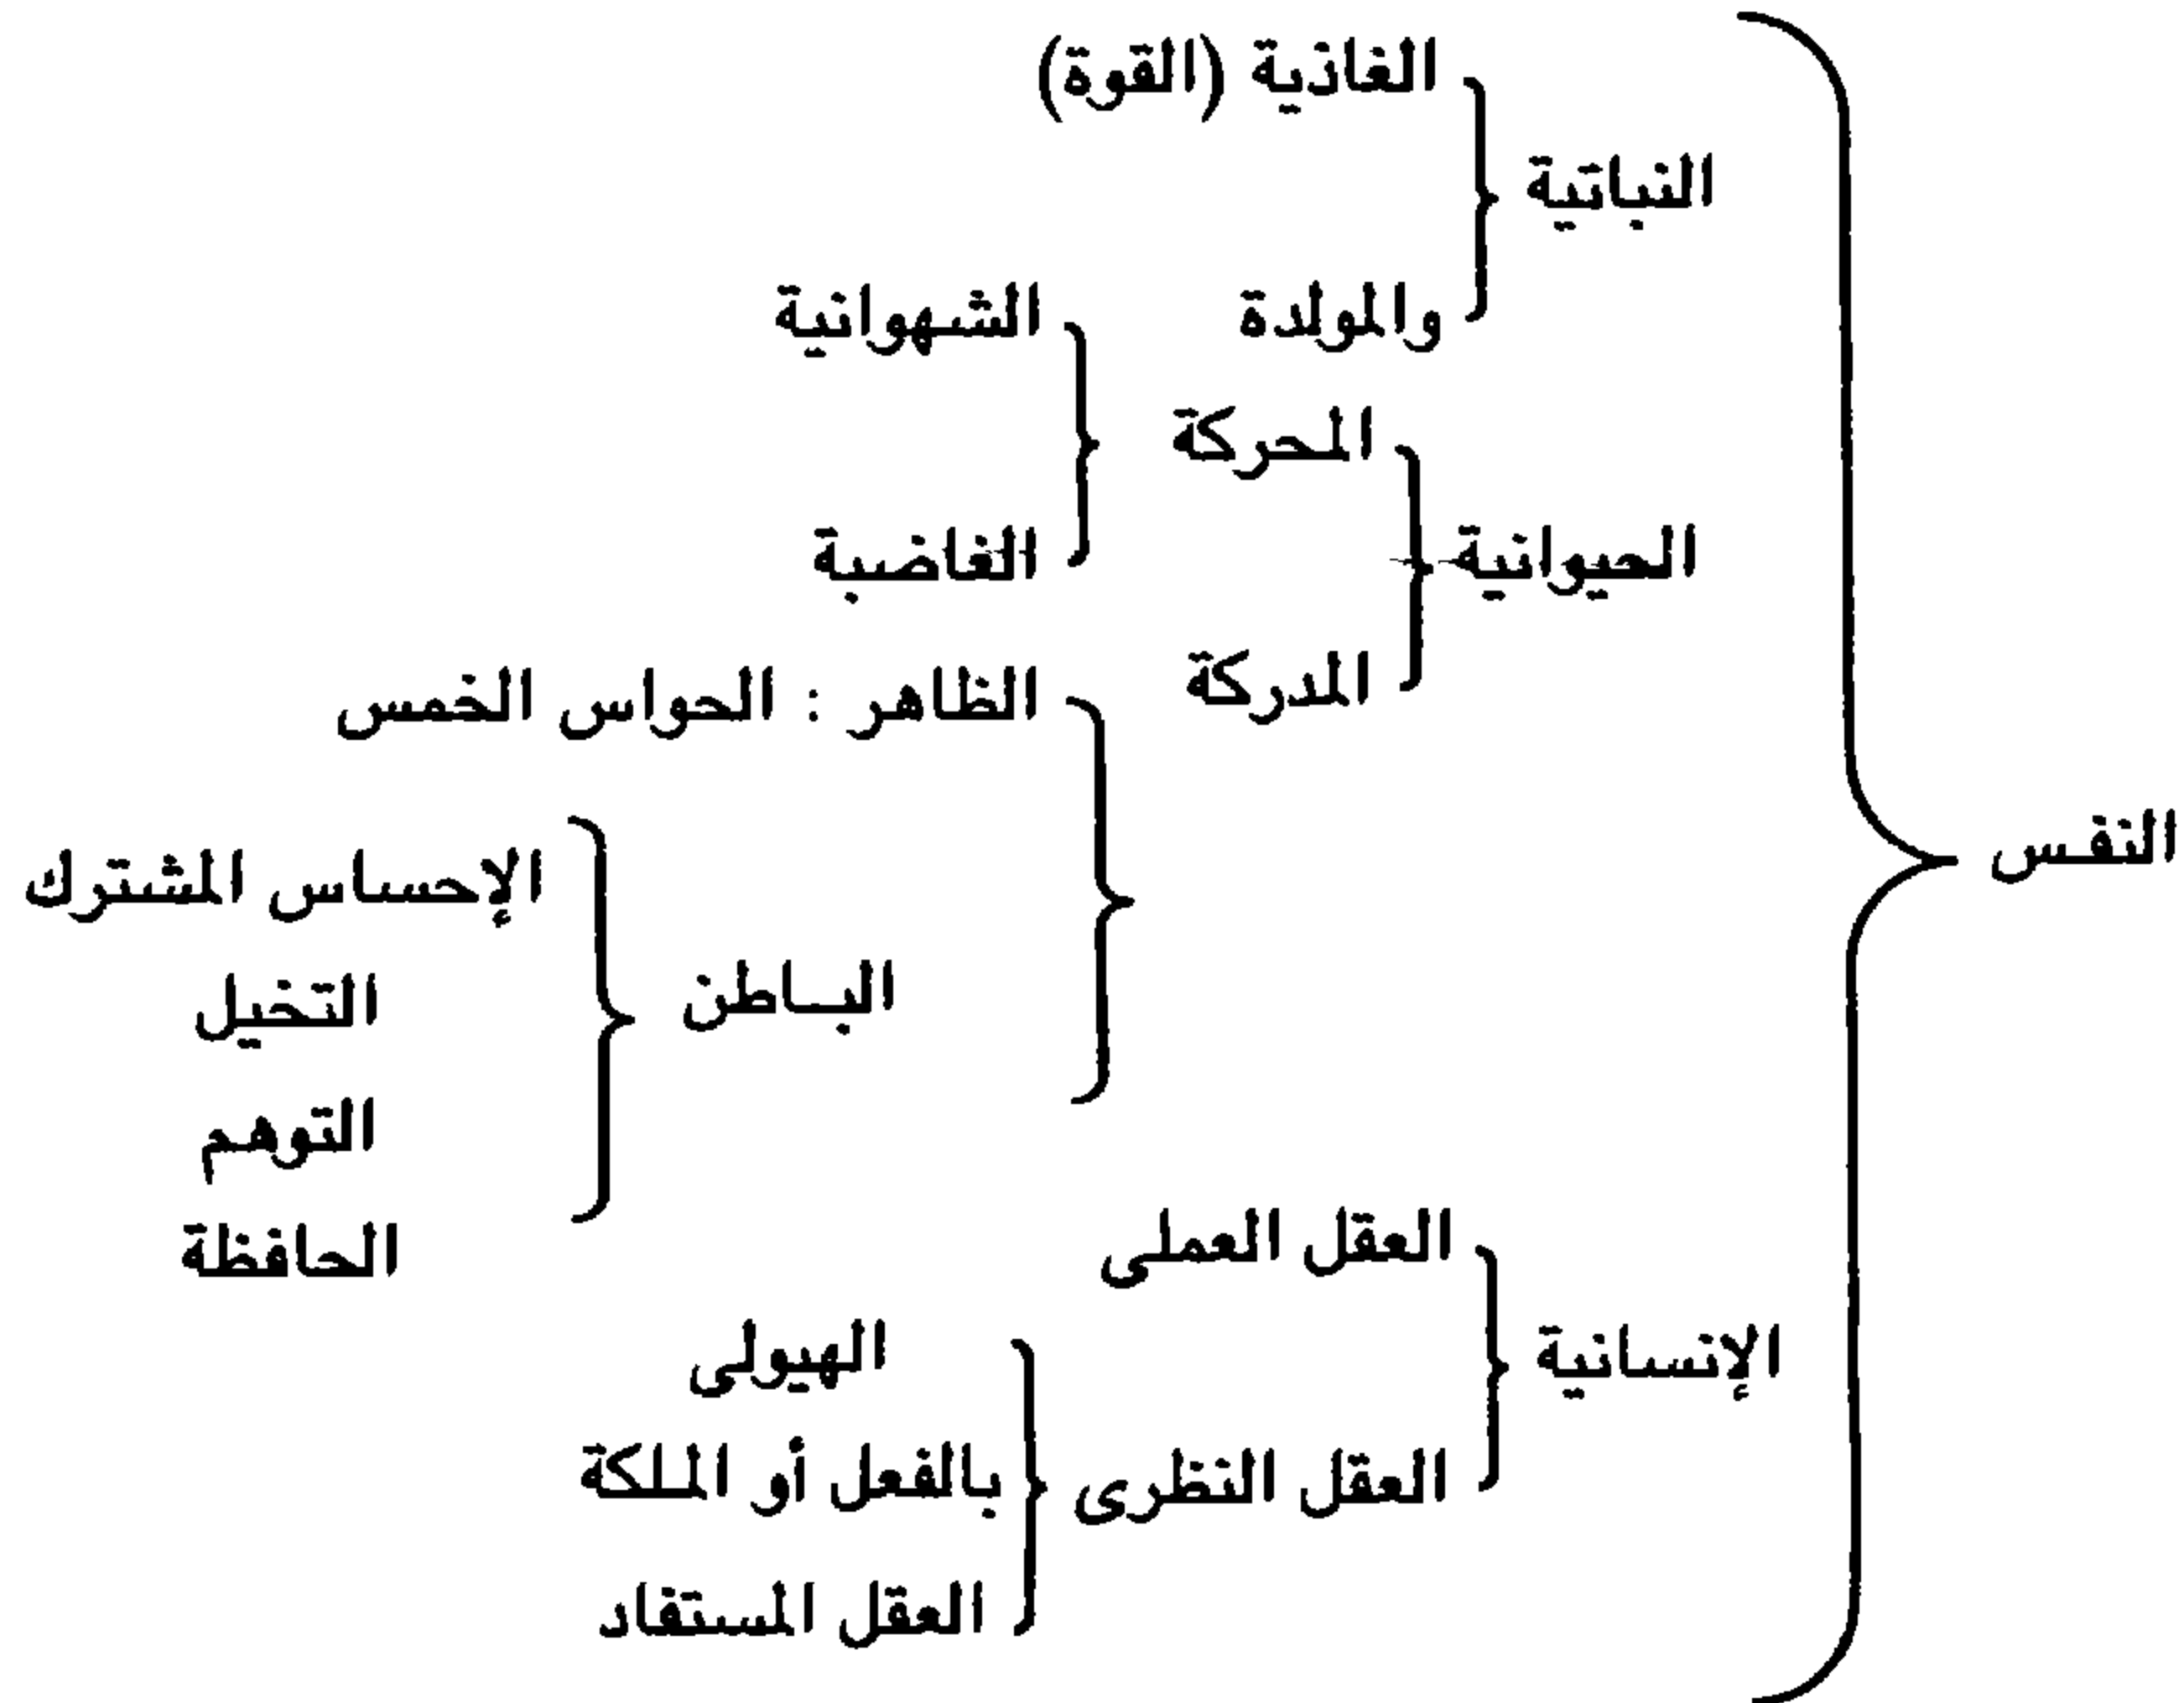 الغاذية (القوة)
النباتية
والمولدة
الشهوانية
المحركة
الحيوانية
الغاضبة
المدركة
الظاهر : الحواس الخمس
النفس
الإحساس المشترك
الباطن
التخيل
التوهم
الحافظة
العقل العملى
الإنسانية
الهيولى
العقل النظرى
بالفعل أو الملكة
العقل المستفاد